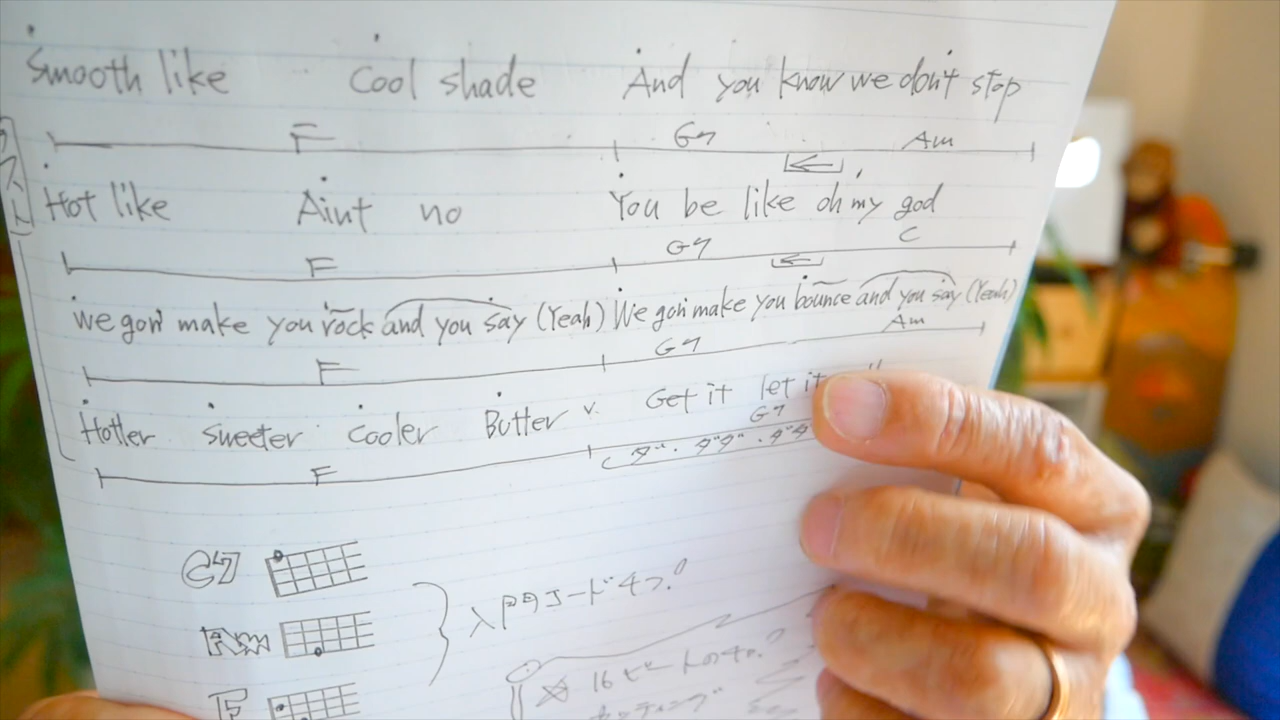 Smooth like Cool shade And you know we don't stop
F G7 Am
Hot like Ain't no You be like oh my god
F G7 C
We gon' make you rock and you say (Yeah) We gon' make you bounce and you say (Yeah)
F G7 Am
Hotter sweeter cooler Butter v. Get it let it
F G7
C7
Am
F
入門コード4つ!
16ビートの